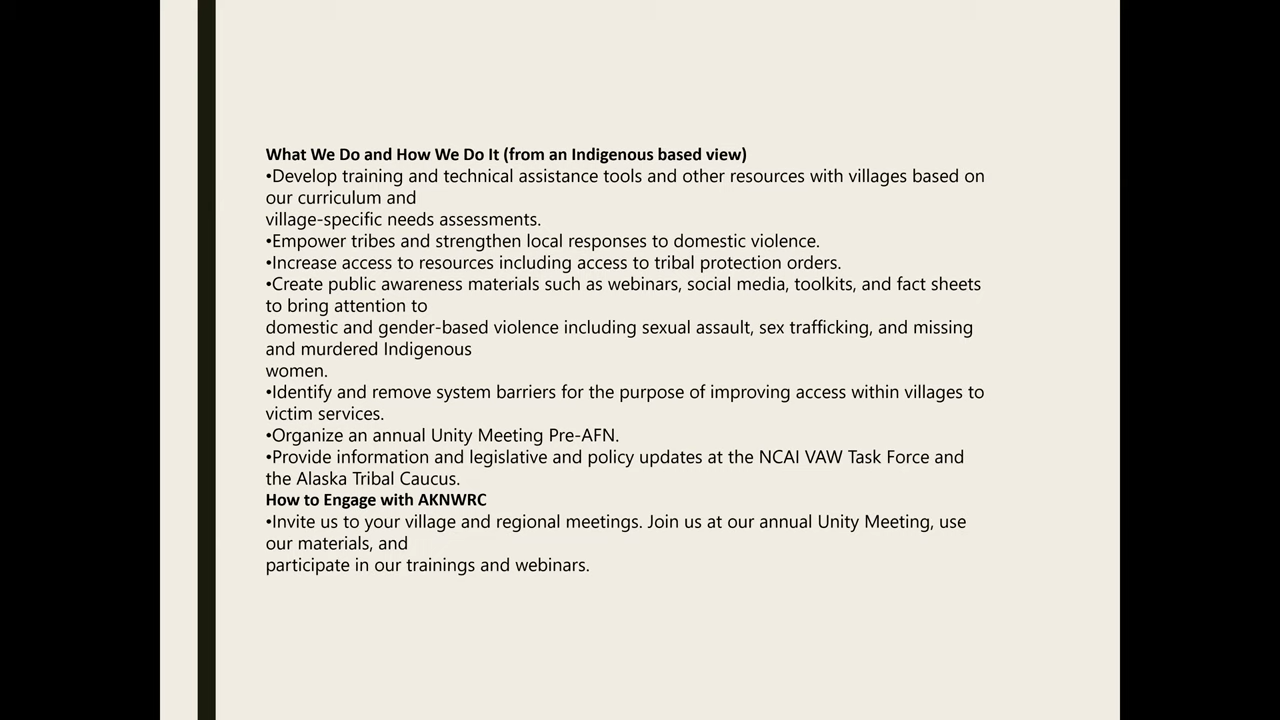 What We Do and How We Do It (from an Indigenous based view)
•Develop training and technical assistance tools and other resources with villages based on
our curriculum and
village-specific needs assessments.
•Empower tribes and strengthen local responses to domestic violence.
•Increase access to resources including access to tribal protection orders.
•Create public awareness materials such as webinars, social media, toolkits, and fact sheets
to bring attention to
domestic and gender-based violence including sexual assault, sex trafficking, and missing
and murdered Indigenous
women.
•Identify and remove system barriers for the purpose of improving access within villages to
victim services.
•Organize an annual Unity Meeting Pre-AFN.
•Provide information and legislative and policy updates at the NCAI VAW Task Force and
the Alaska Tribal Caucus.
How to Engage with AKNWRC
•Invite us to your village and regional meetings. Join us at our annual Unity Meeting, use
our materials, and
participate in our trainings and webinars.